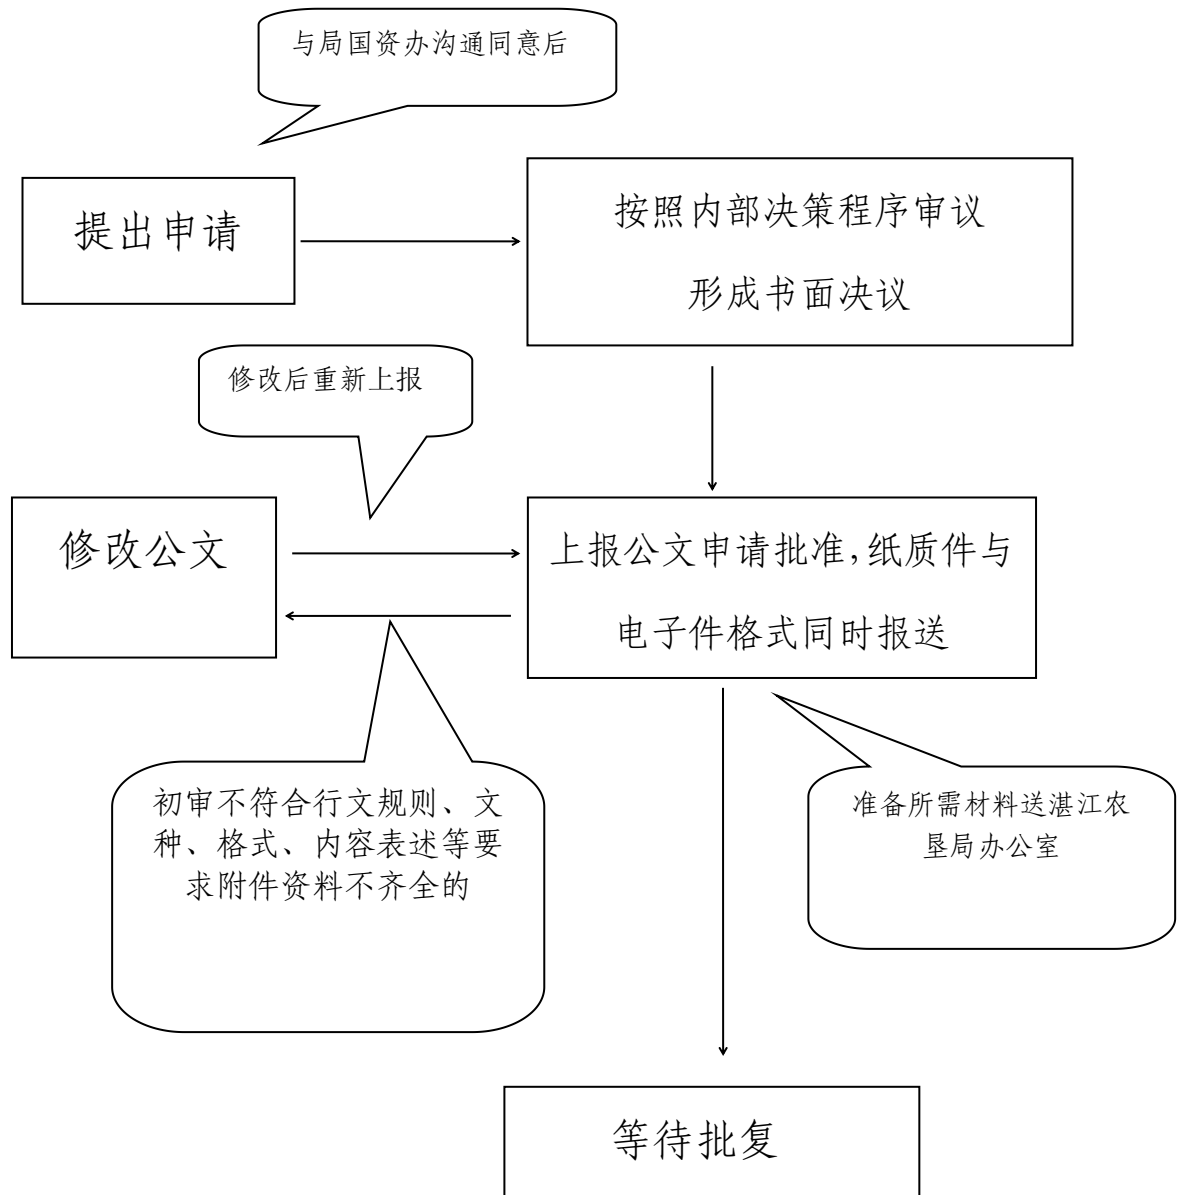 与局国资办沟通同意后
提出申请
按照内部决策程序审议
形成书面决议
修改后重新上报
修改公文
上报公文申请批准,纸质件与
电子件格式同时报送
初审不符合行文规则、文
种、格式、内容表述等要
求附件资料不齐全的
准备所需材料送湛江农
垦局办公室
等待批复